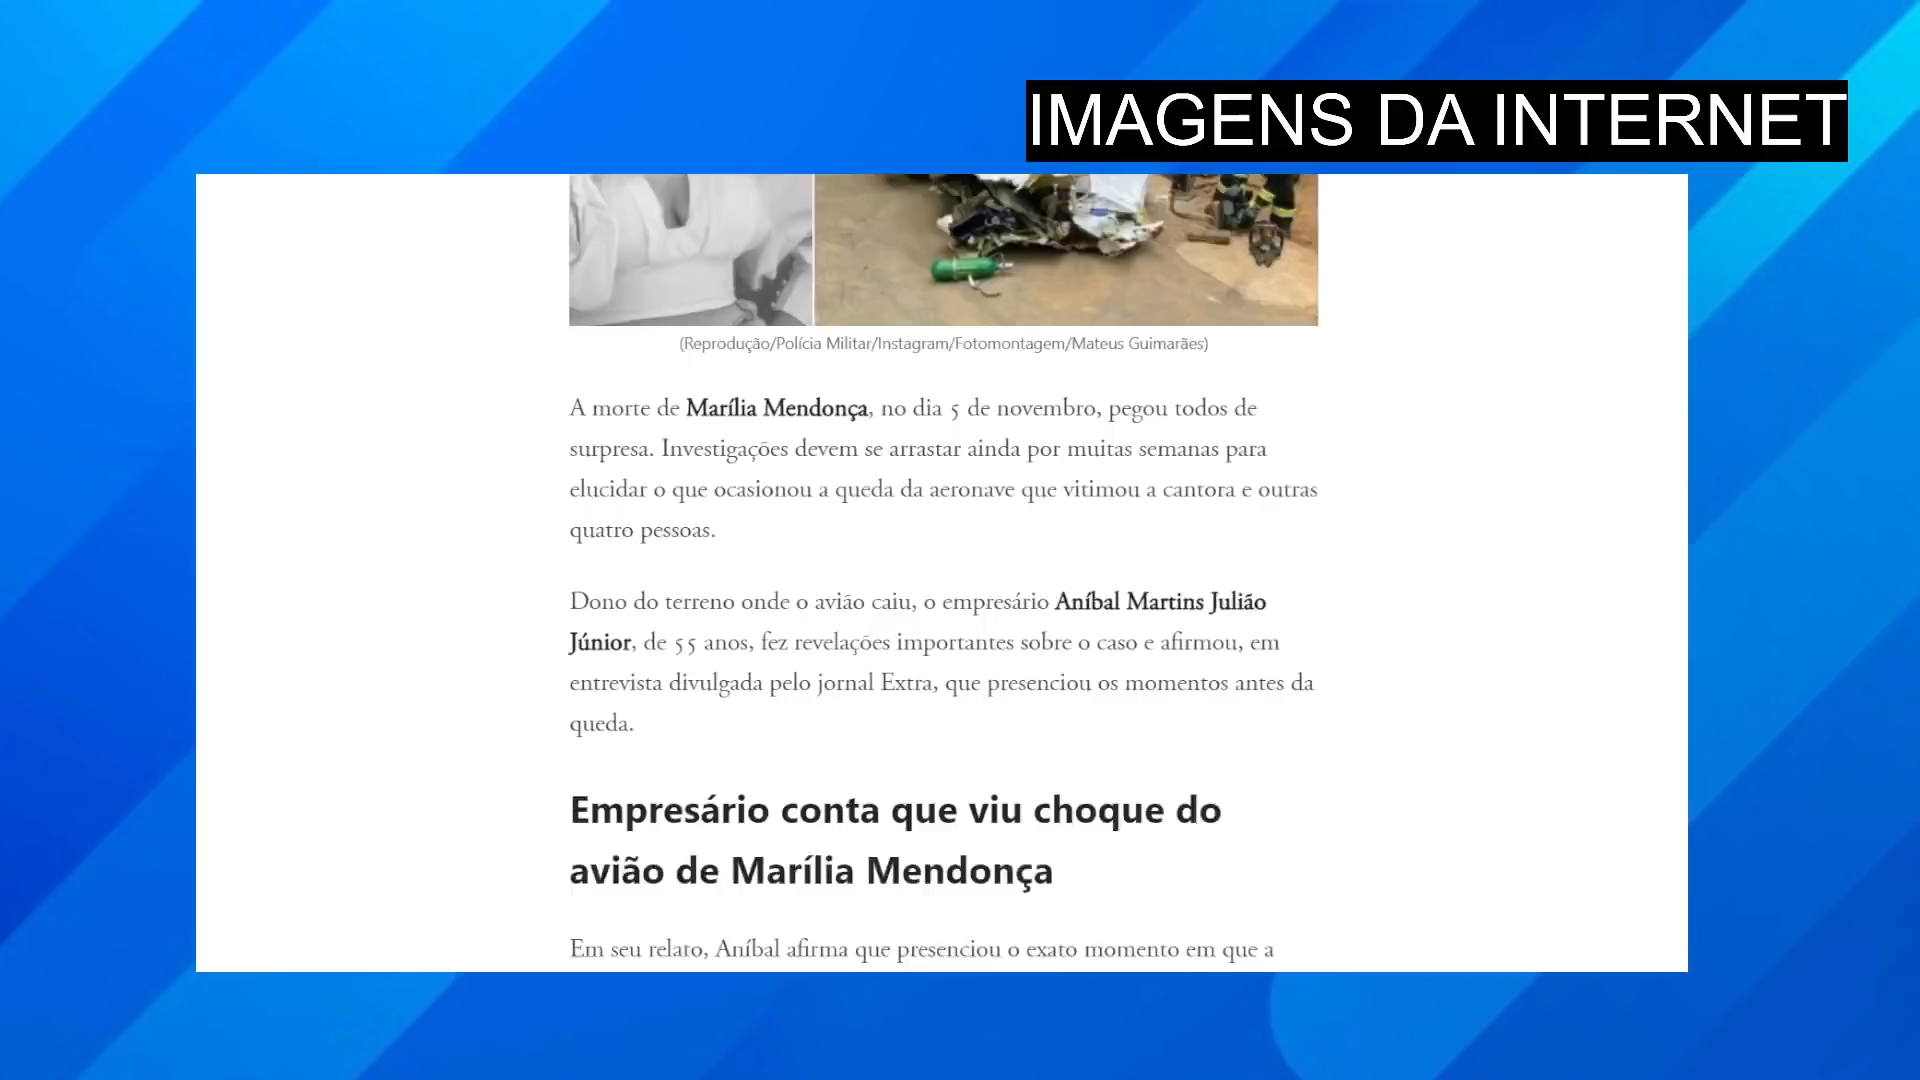 IMAGENS DA INTERNET
(Reprodução/Polícia Militar/Instagram/Fotomontagem/Mateus Guimarães)
A morte de Marília Mendonça, no dia 5 de novembro, pegou todos de
surpresa. Investigações devem se arrastar ainda por muitas semanas para
elucidar o que ocasionou a queda da aeronave que vitimou a cantora e outras
quatro pessoas.
Dono do terreno onde o avião caiu, o empresário Aníbal Martins Julião
Júnior, de 55 anos, fez revelações importantes sobre o caso e afirmou, em
entrevista divulgada pelo jornal Extra, que presenciou os momentos antes da
queda.
Empresário conta que viu choque do
avião de Marília Mendonça
Em seu relato, Aníbal afirma que presenciou o exato momento em que a